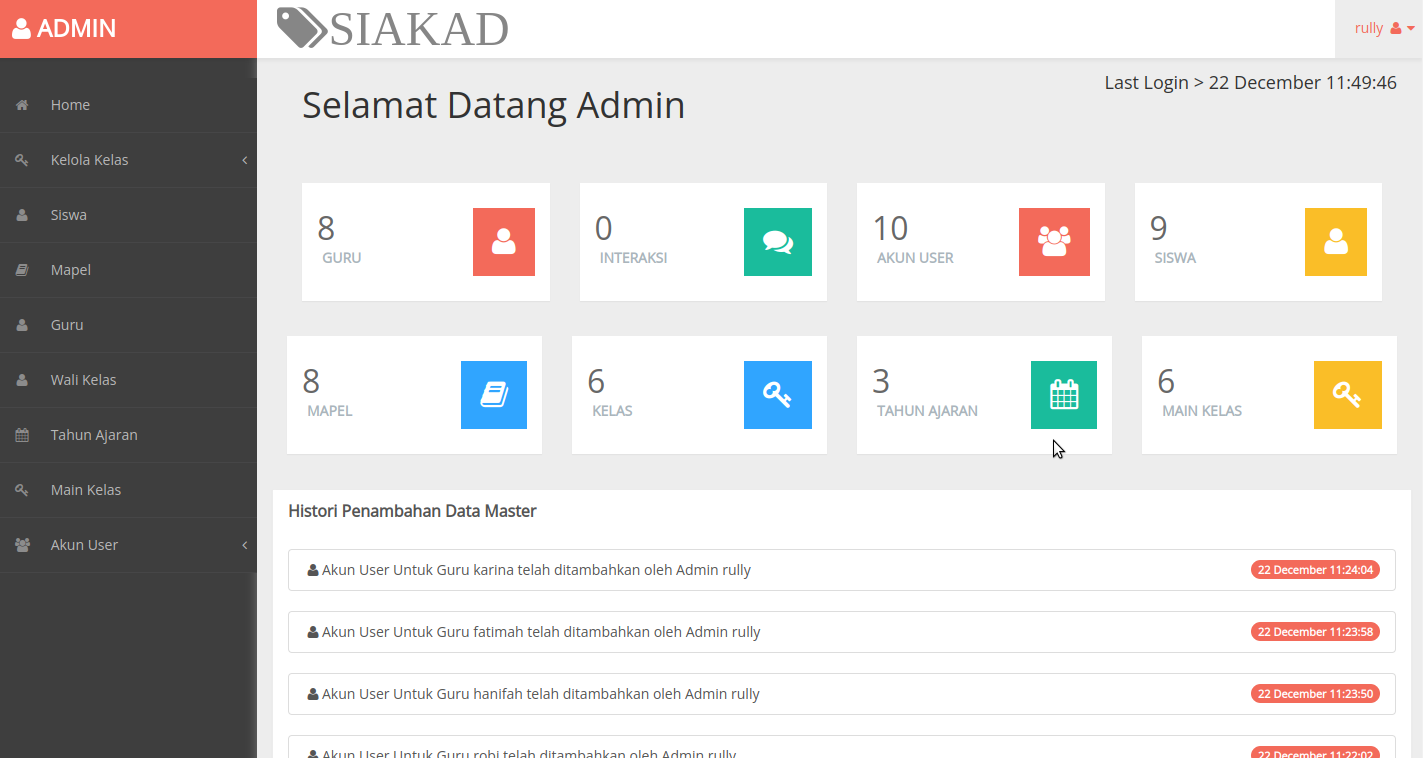 ADMIN
SIAKAD
rully
Home
Kelola Kelas
Siswa
Mapel
Guru
Wali Kelas
Tahun Ajaran
Main Kelas
Akun User
Last Login > 22 December 11:49:46
Selamat Datang Admin
8
GURU
0
INTERAKSI
10
AKUN USER
9
SISWA
8
MAPEL
6
KELAS
3
TAHUN AJARAN
6
MAIN KELAS
Histori Penambahan Data Master
Akun User Untuk Guru karina telah ditambahkan oleh Admin rully 22 December 11:24:04
Akun User Untuk Guru fatimah telah ditambahkan oleh Admin rully 22 December 11:23:58
Akun User Untuk Guru hanifah telah ditambahkan oleh Admin rully 22 December 11:23:50
Akun User Untuk Guru robi telah ditambahkan oleh Admin rully 22 December 11:22:02